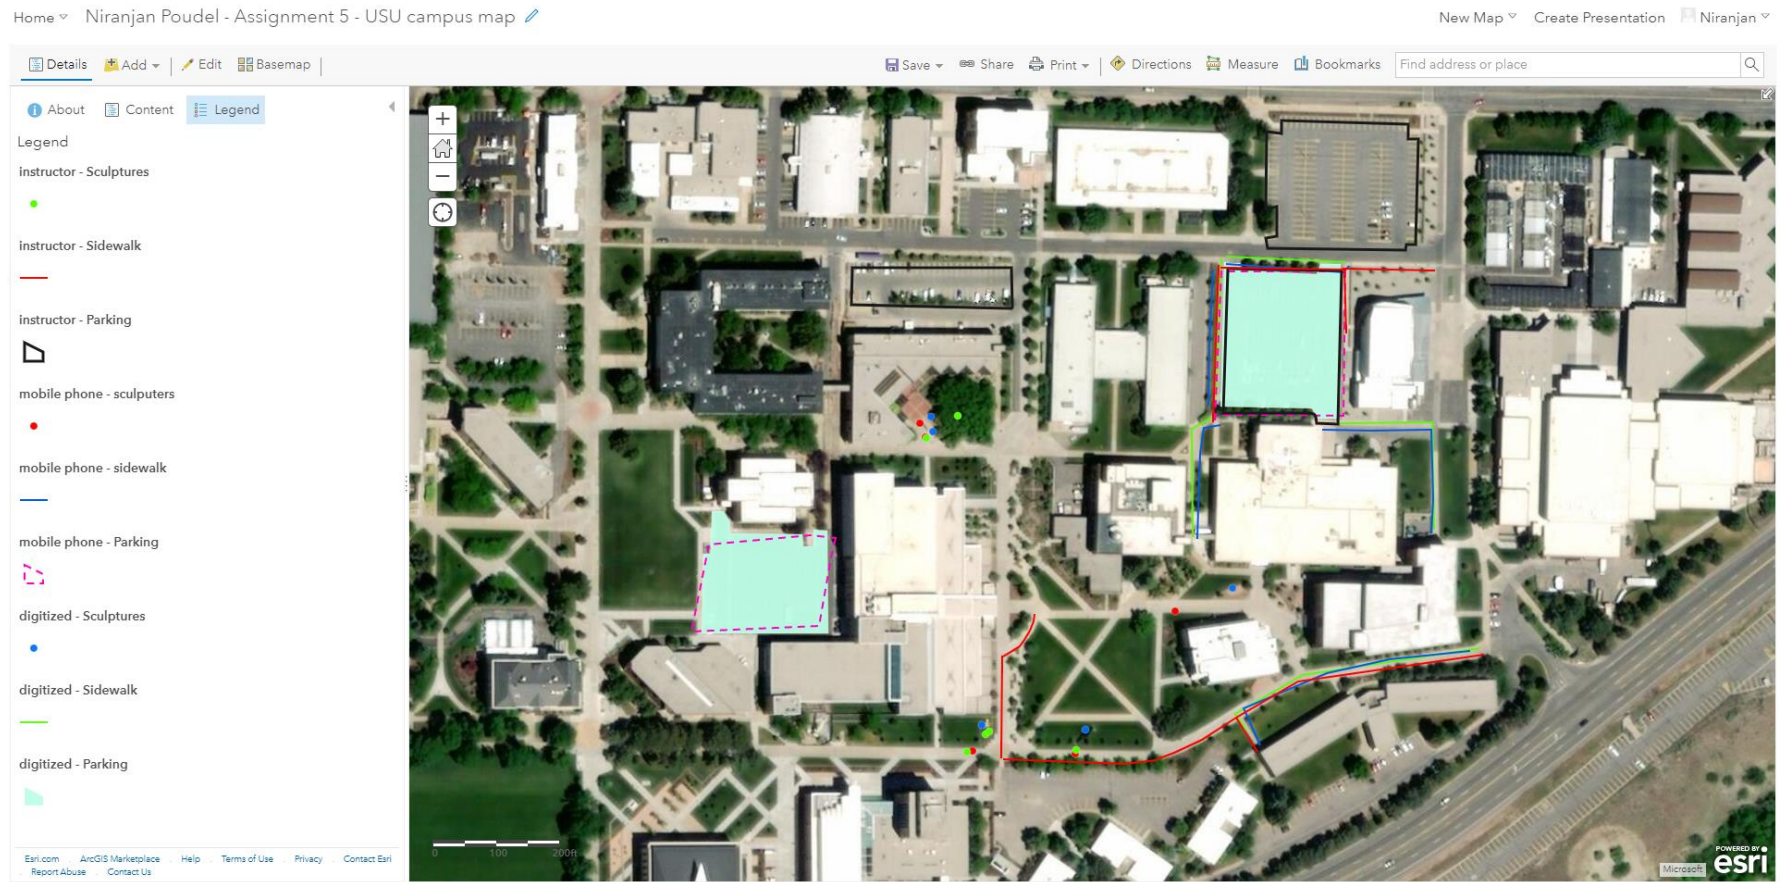 Home Niranjan Poudel - Assignment 5 - USU campus map New Map Create Presentation Niranjan
Details Add Edit Basemap Save Share Print Directions Measure Bookmarks Find address or place
About Content Legend
Legend
instructor - Sculptures
instructor - Sidewalk
instructor - Parking
mobile phone - sculputers
mobile phone - sidewalk
mobile phone - Parking
digitized - Sculptures
digitized - Sidewalk
digitized - Parking
Esri.com . ArcGIS Marketplace . Help . Terms of Use . Privacy . Contact Esri
. Report Abuse . Contact Us
0 100 200ft
Microsoft
POWERED BY
esri